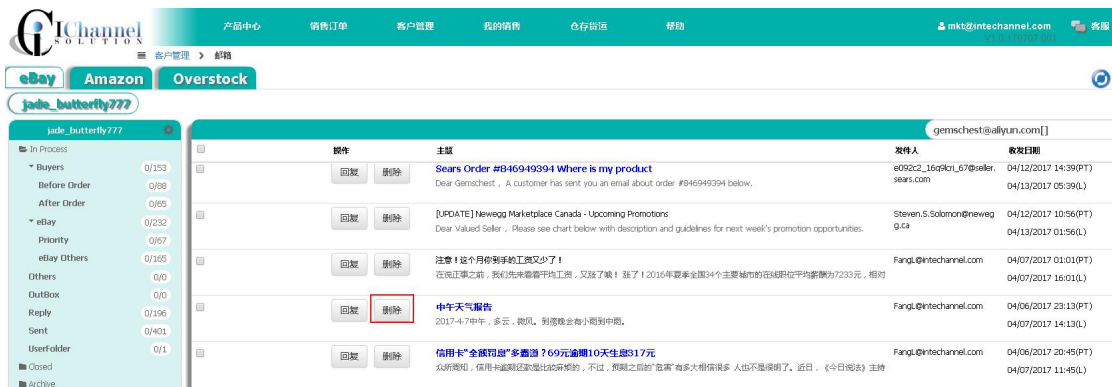 IChannel
SOLUTION
产品中心 销售订单 客户管理 我的销售 仓存货运 帮助
mkt@intechannel.com 客服
V1.0.170707.001
客户管理 > 邮箱
eBay Amazon Overstock
jade_butterfly777
jade_butterfly777
gemschest@aliyun.com[]
In Process
操作 主题 发件人 收发日期
Buyers 0/153
Before Order 0/88
After Order 0/65
eBay 0/232
Priority 0/67
eBay Others 0/165
Others 0/0
OutBox 0/0
Reply 0/196
Sent 0/401
UserFolder 0/1
Closed
Archive
回复 删除 Sears Order #846949394 Where is my product
Dear Gemschest , A customer has sent you an email about order #846949394 below.
sears.com
04/12/2017 14:39(PT)
04/13/2017 05:39(L)
回复 删除 [UPDATE] Newegg Marketplace Canada - Upcoming Promotions
Dear Valued Seller , Please see chart below with description and guidelines for next week's promotion opportunities.
Steven.S.Solomon@neweg
g.ca
04/12/2017 10:56(PT)
04/13/2017 01:56(L)
回复 删除 注意！这个月你到手的工资又少了！
在说正事之前，我们先来看看平均工资，又涨了噢！ 涨了！2016年夏季全国34个主要城市的在线职位平均薪酬为7233元，相对
FangL@intechannel.com
04/07/2017 01:01(PT)
04/07/2017 16:01(L)
回复 删除 中午天气报告
2017-4-7中午，多云，微风。到傍晚会有小雨到中雨。
FangL@intechannel.com
04/06/2017 23:13(PT)
04/07/2017 14:13(L)
回复 删除 信用卡“全额罚息”多霸道？69元逾期10天生息317元
众所周知，信用卡逾期还款是比较麻烦的，不过，预期之后的“危害”有多大相信很多 人也不是很明了。近日，《今日说法》主持
FangL@intechannel.com
04/06/2017 20:45(PT)
04/07/2017 11:45(L)